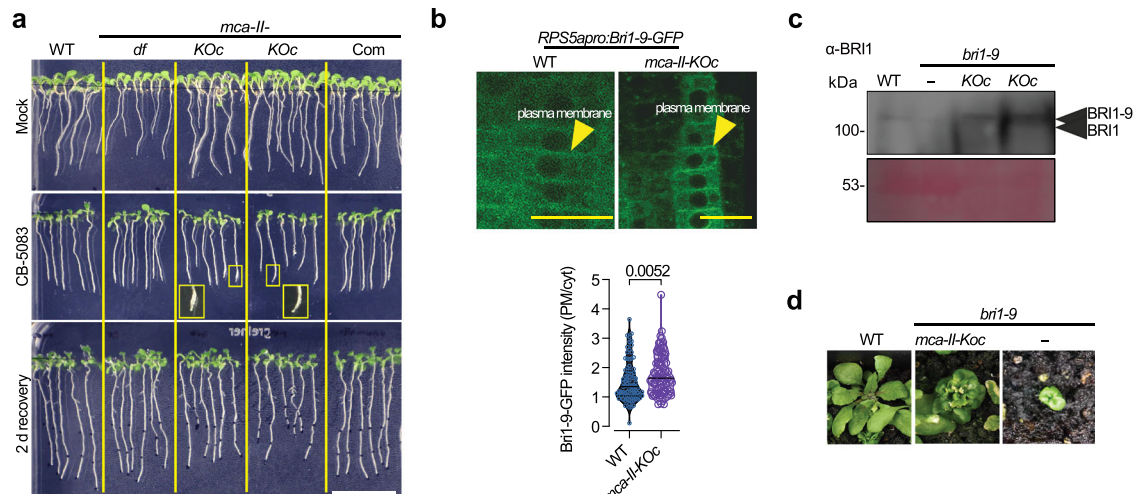 a
mca-II-
WT df KOc KOc Com
Mock
CB-5083
2 d recovery
b
RPS5apro:Bri1-9-GFP
WT mca-II-KOc
plasma membrane plasma membrane
Bri1-9-GFP intensity (PM/cyt)
0.0052
5
4
3
2
1
0
WT
mca-II-KOc
c
α-BRI1
bri1-9
kDa WT – KOc KOc
100-
BRI1-9
BRI1
53-
d
bri1-9
WT mca-II-Koc –